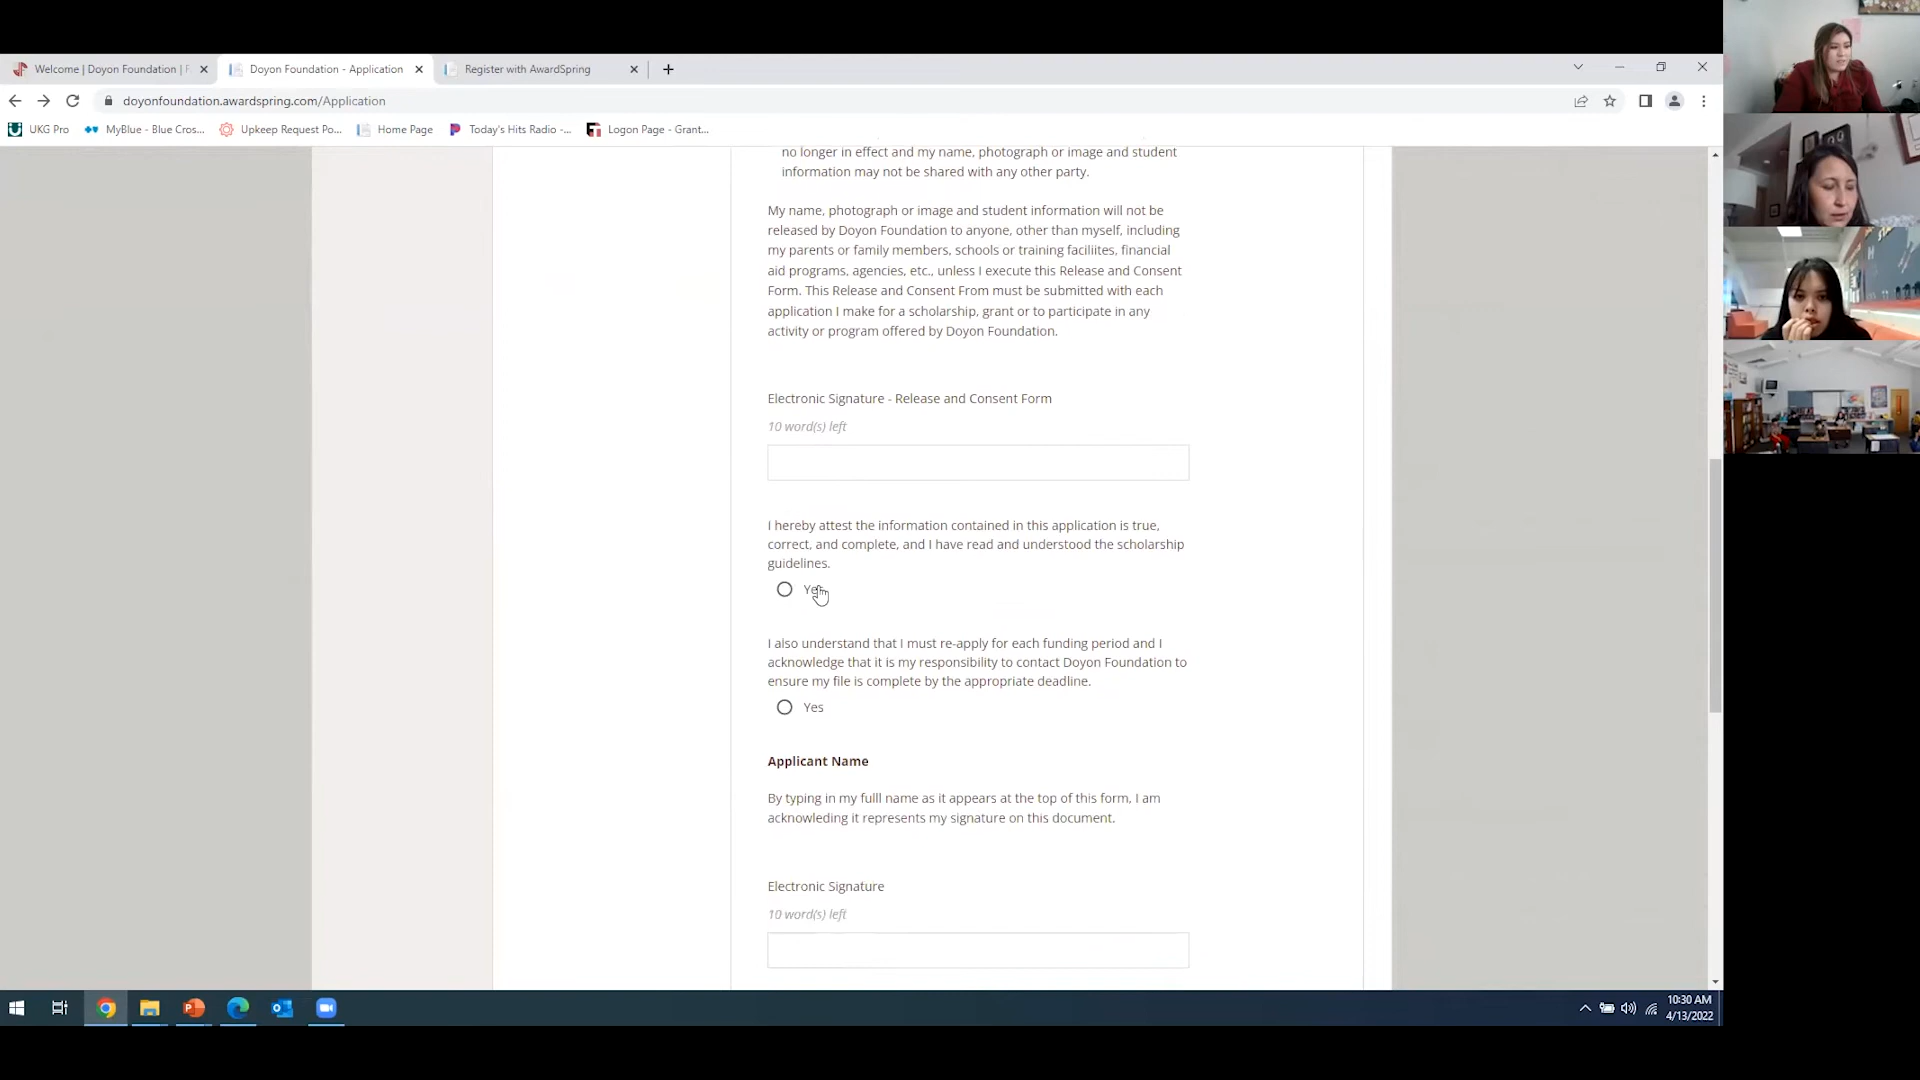 Welcome | Doyon Foundation | F
Doyon Foundation - Application
Register with AwardSpring
doyonfoundation.awardspring.com/Application
UKG Pro
MyBlue - Blue Cros...
Upkeep Request Po...
Home Page
Today's Hits Radio -...
Logon Page - Grant...
no longer in effect and my name, photograph or image and student
information may not be shared with any other party.
My name, photograph or image and student information will not be
released by Doyon Foundation to anyone, other than myself, including
my parents or family members, schools or training faciliites, financial
aid programs, agencies, etc., unless I execute this Release and Consent
Form. This Release and Consent From must be submitted with each
application I make for a scholarship, grant or to participate in any
activity or program offered by Doyon Foundation.
Electronic Signature - Release and Consent Form
10 word(s) left
I hereby attest the information contained in this application is true,
correct, and complete, and I have read and understood the scholarship
guidelines.
Yes
I also understand that I must re-apply for each funding period and I
acknowledge that it is my responsibility to contact Doyon Foundation to
ensure my file is complete by the appropriate deadline.
Yes
Applicant Name
By typing in my fulll name as it appears at the top of this form, I am
acknowleding it represents my signature on this document.
Electronic Signature
10 word(s) left
10:30 AM
4/13/2022